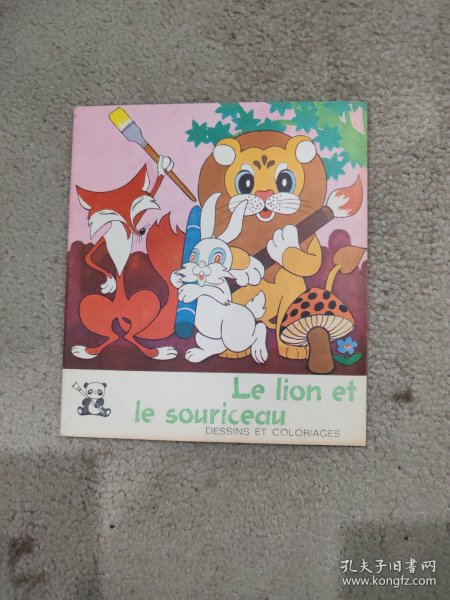 Le lion et
le souriceau
DESSINS ET COLORIAGES
孔夫子旧书网
www.kongfz.com